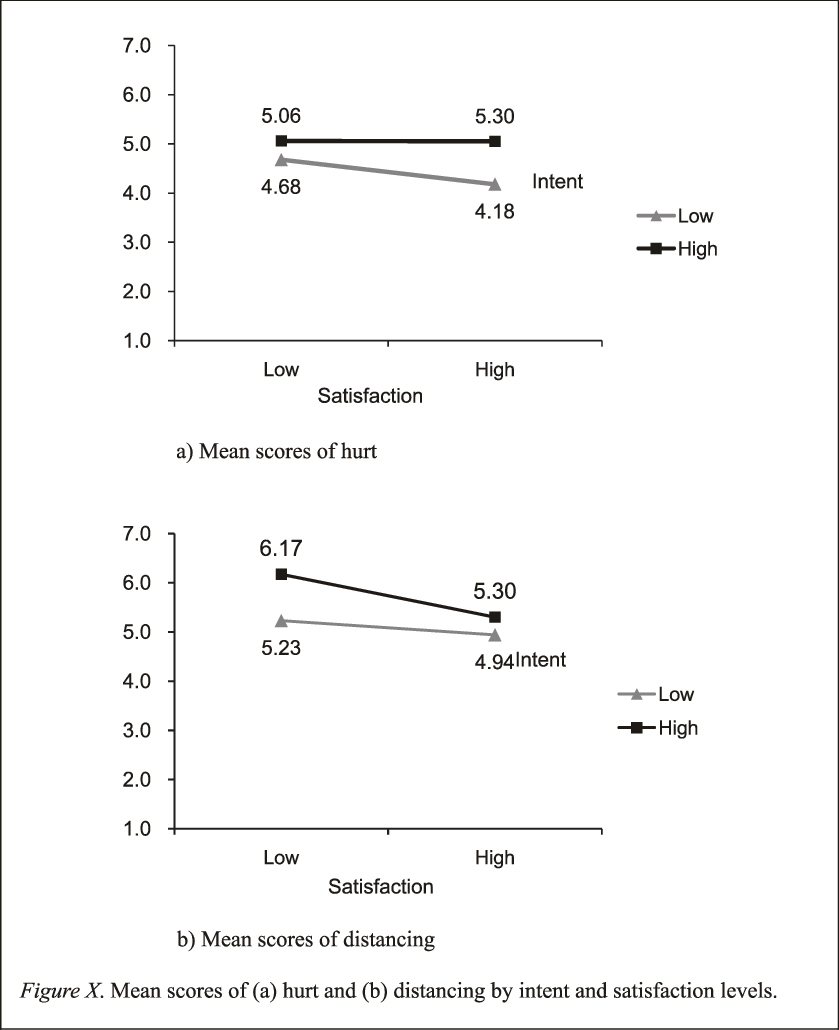 7.0
6.0
5.06 5.30
5.0
4.68
4.0
Intent
4.18
Low
3.0
High
2.0
1.0
Low High
Satisfaction
a) Mean scores of hurt
7.0
6.17
6.0
5.30
5.0
5.23
4.94Intent
4.0
Low
3.0
High
2.0
1.0
Low High
Satisfaction
b) Mean scores of distancing
Figure X. Mean scores of (a) hurt and (b) distancing by intent and satisfaction levels.